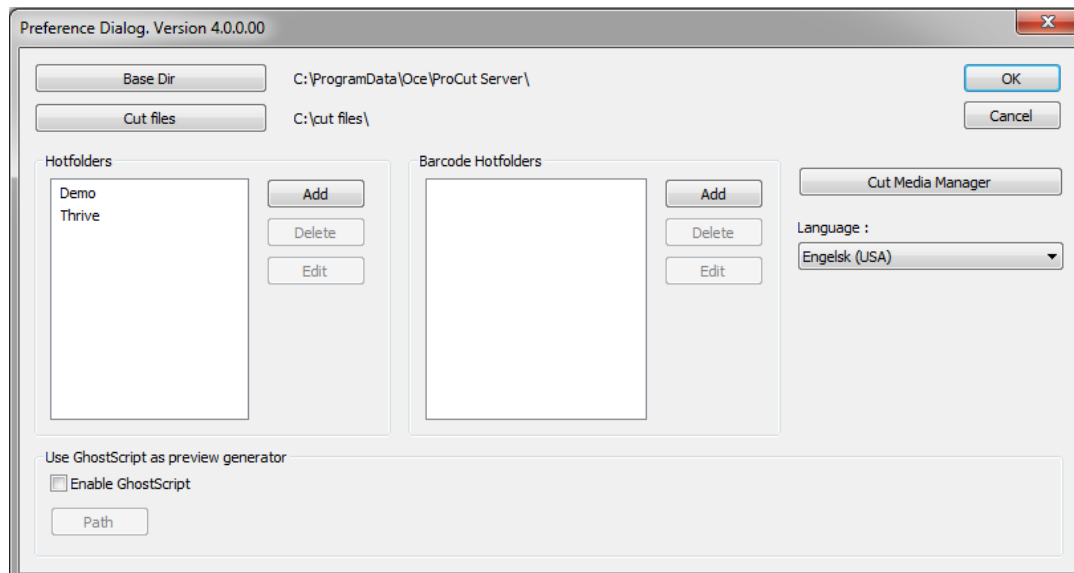 Preference Dialog. Version 4.0.0.00
Base Dir C:\ProgramData\Oce\ProCut Server\ OK
Cut files C:\cut files\ Cancel
Hotfolders Barcode Hotfolders
Demo Add Add Cut Media Manager
Thrive
Delete Delete Language :
Engelsk (USA)
Edit Edit
Use GhostScript as preview generator
Enable GhostScript
Path